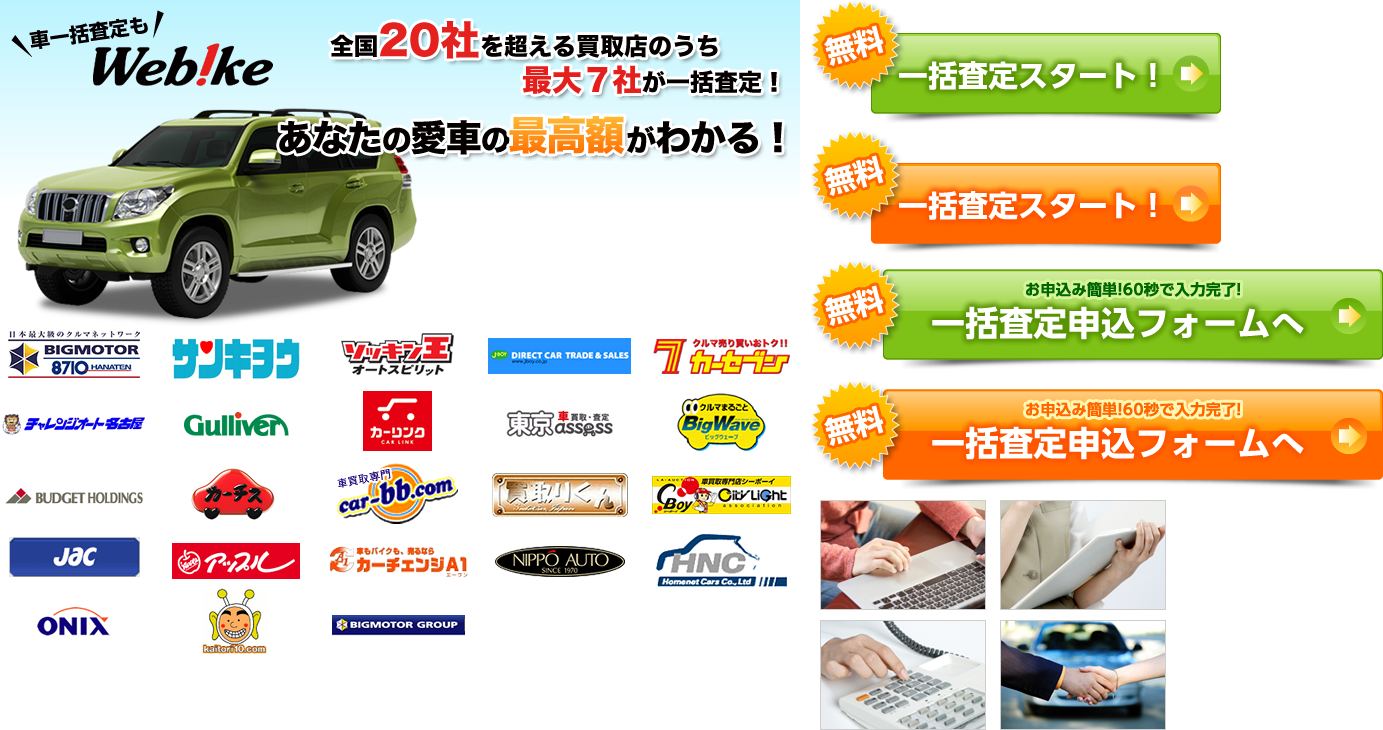 車一括査定も
Web!ke
全国20社を超える買取店のうち
最大７社が一括査定！
あなたの愛車の最高額がわかる！
日本最大級のクルマネットワーク
BIGMOTOR
8710 HANATEN
サンキヨウ
ソッキン王
オートスピリット
J-BOY DIRECT CAR TRADE & SALES
www.jboy.co.jp
クルマ売り買いおトク!!
7 カーセブン
チャレンジオート名古屋
Gulliver
カーリンク
CAR LINK
東京 車買取・査定 assess
クルマまるごと
BigWave
ビッグウェーブ
BUDGET HOLDINGS
カーチス
車買取専門
car-bb.com
買取りくん
車買取専門店シーボーイ
C Boy City Light
association
JAC
アップル
車もバイクも、売るなら
A1 カーチェンジA1
エーワン
NIPPO AUTO
SINCE 1970
HNC
Homenet Cars Co., Ltd
ONIX
kaitori10.com
BIGMOTOR GROUP
無料
一括査定スタート！
無料
一括査定スタート！
無料
お申込み簡単!60秒で入力完了!
一括査定申込フォームへ
無料
お申込み簡単!60秒で入力完了!
一括査定申込フォームへ